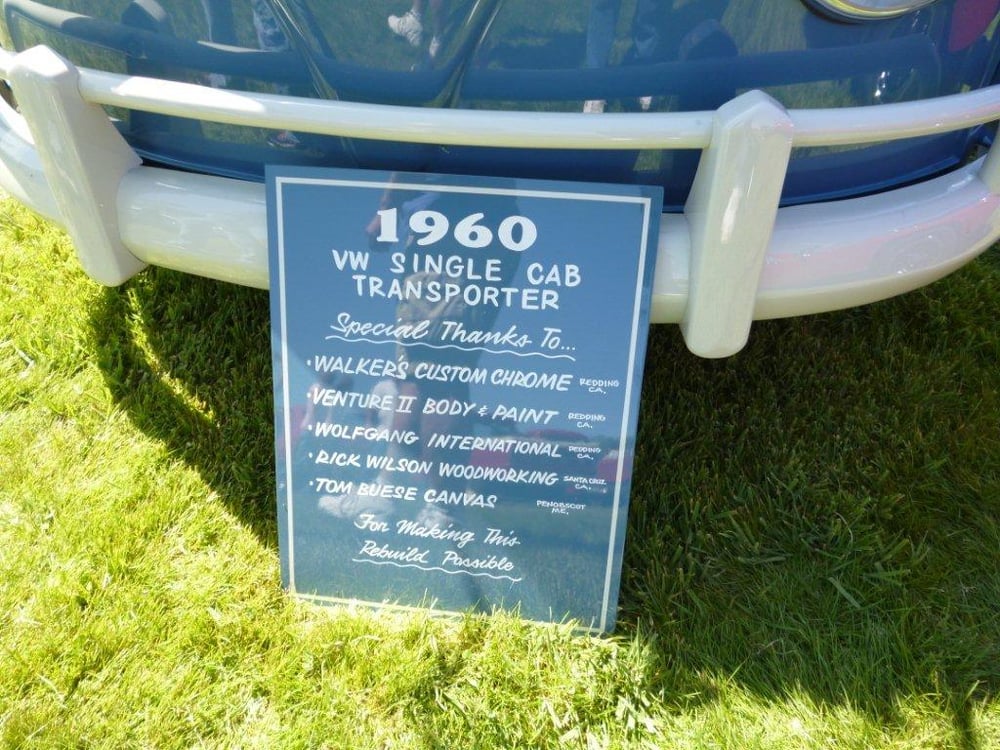 1960
VW SINGLE CAB
TRANSPORTER
Special Thanks To...
•WALKER'S CUSTOM CHROME REDDING CA.
•VENTURE II BODY & PAINT REDDING CA.
•WOLFGANG INTERNATIONAL REDDING CA.
•RICK WILSON WOODWORKING SANTA CRUZ CA.
•TOM BUESE CANVAS PENOBSCOT ME.
For Making This
Rebuild Possible